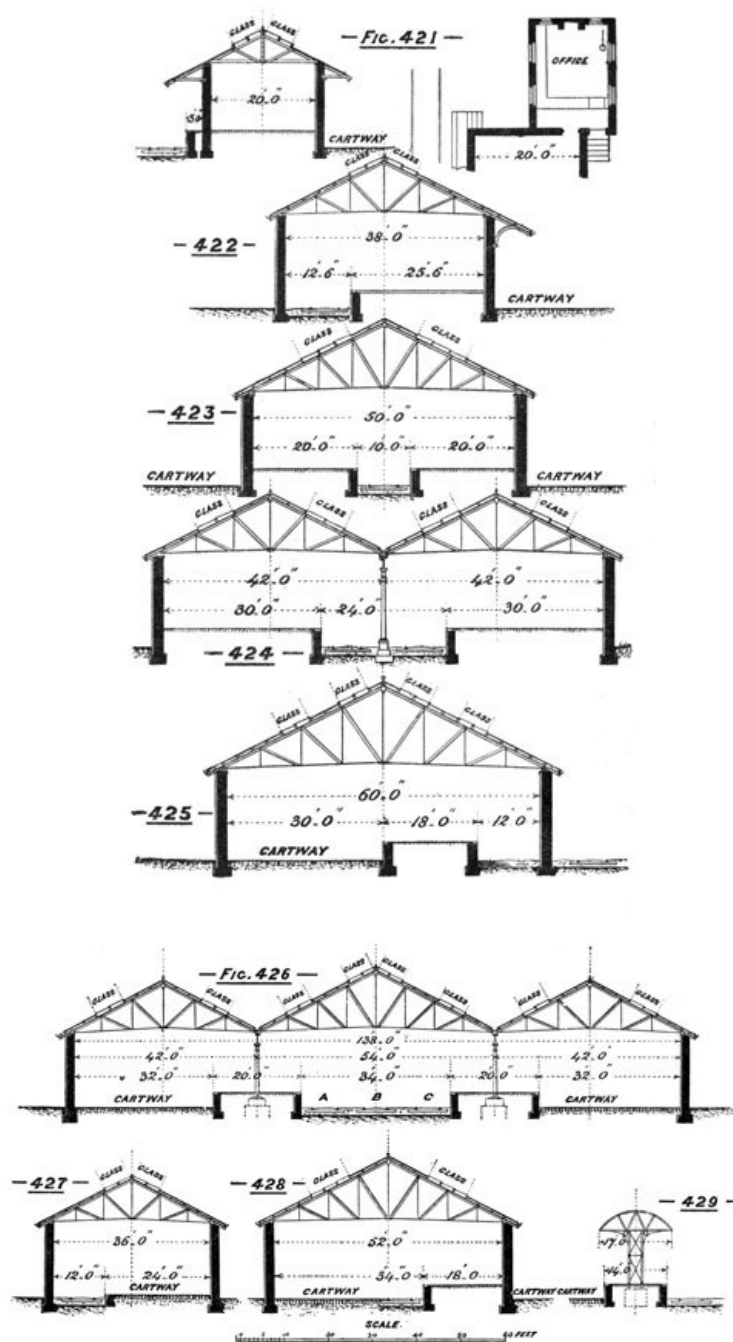 GLASS GLASS
— FIG. 421 —
OFFICE
20'.0"
CARTWAY
20'.0"
GLASS GLASS
— 422 —
38'.0"
12'.6" 25'.6"
CARTWAY
GLASS GLASS
— 423 —
50'.0"
20'.0" 10'.0" 20'.0"
CARTWAY CARTWAY
GLASS GLASS GLASS GLASS
42'.0" 42'.0"
30'.0" 24'.0" 30'.0"
— 424 —
GLASS GLASS GLASS GLASS
60'.0"
— 425 —
30'.0" 18'.0" 12'.0"
CARTWAY
— FIG. 426 —
GLASS GLASS GLASS GLASS GLASS GLASS GLASS GLASS
138'.0"
42'.0" 54'.0" 42'.0"
32'.0" 20'.0" 34'.0" 20'.0" 32'.0"
CARTWAY A B C CARTWAY
— 427 —
GLASS GLASS
— 428 —
GLASS GLASS
— 429 —
36'.0"
52'.0"
17'.0"
12'.0" 24'.0"
34'.0" 18'.0"
14'.0"
CARTWAY
CARTWAY
CARTWAY CARTWAY
SCALE.
60 FEET